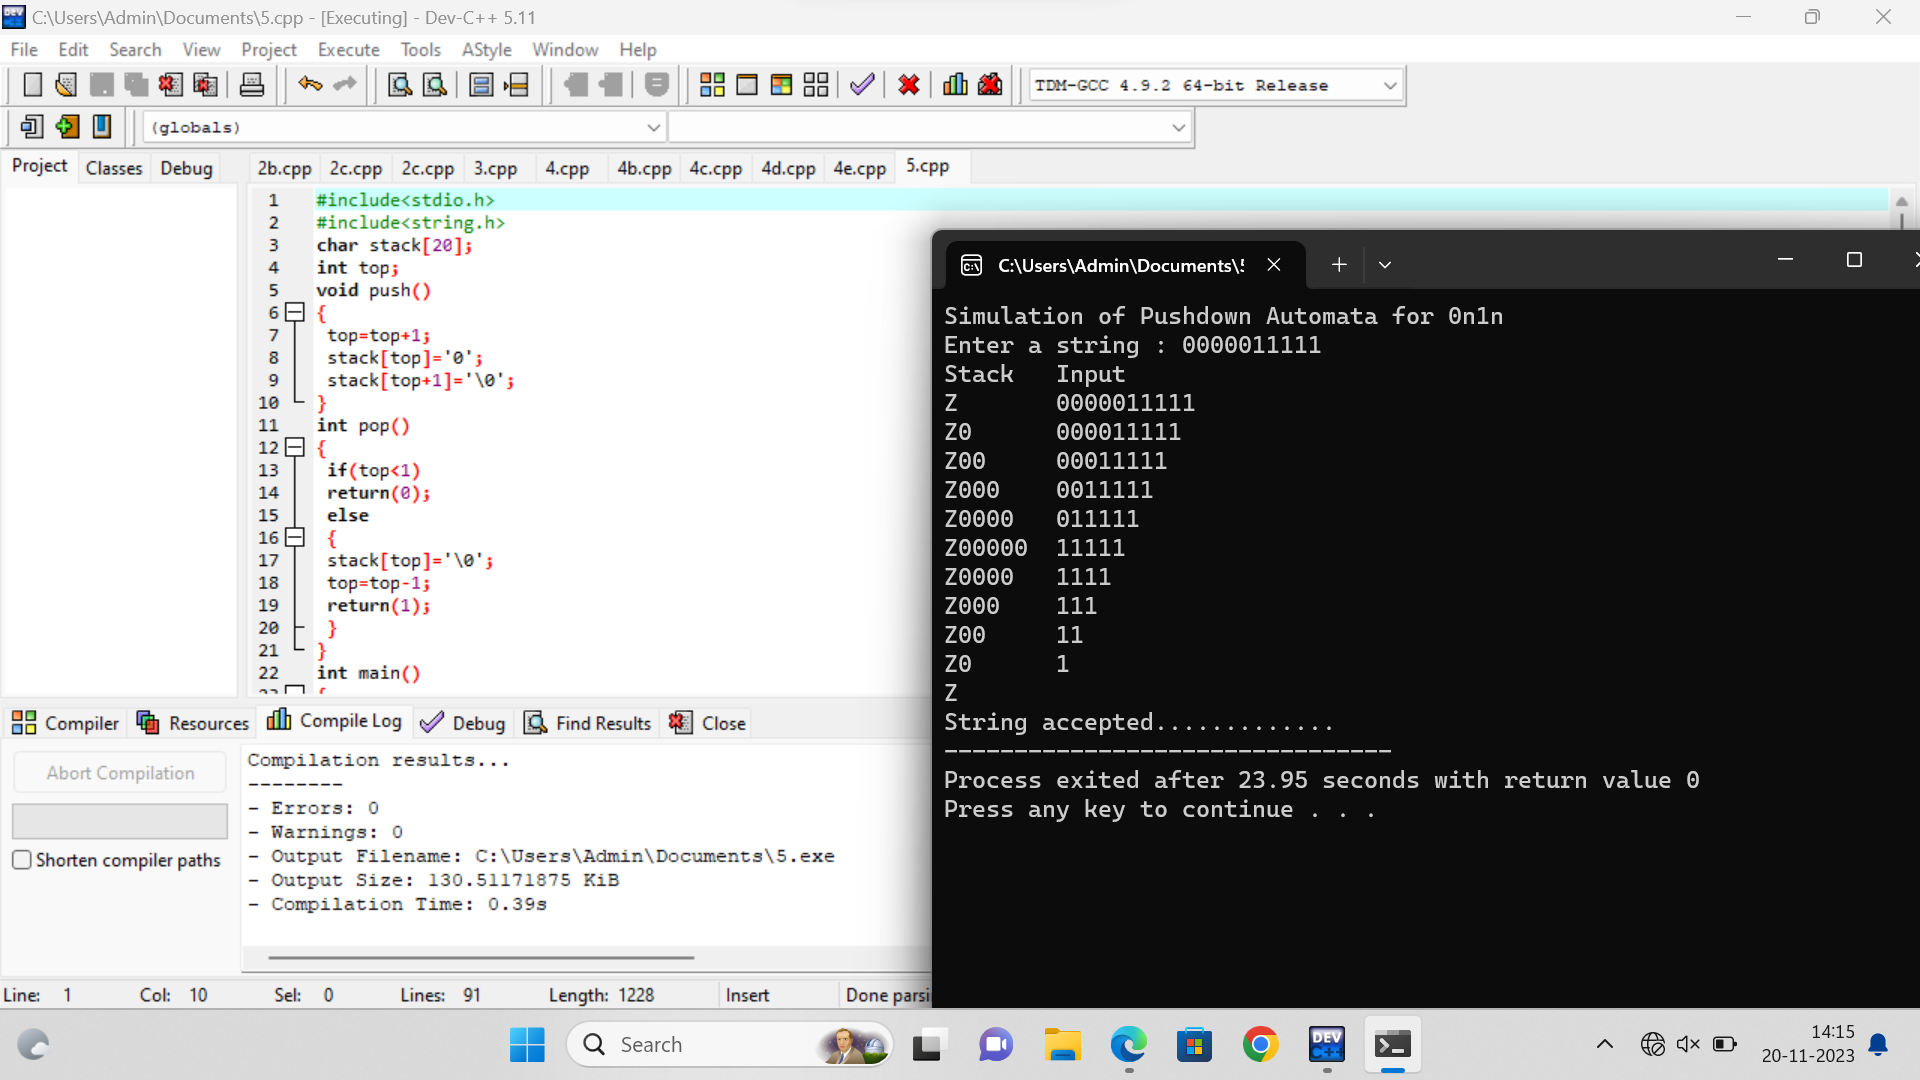 C:\Users\Admin\Documents\5.cpp - [Executing] - Dev-C++ 5.11
File Edit Search View Project Execute Tools AStyle Window Help
TDM-GCC 4.9.2 64-bit Release
(globals)
Project Classes Debug
2b.cpp 2c.cpp 2c.cpp 3.cpp 4.cpp 4b.cpp 4c.cpp 4d.cpp 4e.cpp 5.cpp
1 #include<stdio.h>
2 #include<string.h>
3 char stack[20];
4 int top;
5 void push()
6 {
7 top=top+1;
8 stack[top]='0';
9 stack[top+1]='\0';
10 }
11 int pop()
12 {
13 if(top<1)
14 return(0);
15 else
16 {
17 stack[top]='\0';
18 top=top-1;
19 return(1);
20 }
21 }
22 int main()
23 {
C:\Users\Admin\Documents\5
Simulation of Pushdown Automata for 0n1n
Enter a string : 0000011111
Stack Input
Z 0000011111
Z0 000011111
Z00 00011111
Z000 0011111
Z0000 011111
Z00000 11111
Z0000 1111
Z000 111
Z00 11
Z0 1
Z
String accepted.............
--------------------------------
Process exited after 23.95 seconds with return value 0
Press any key to continue . . .
Compiler Resources Compile Log Debug Find Results Close
Abort Compilation
Shorten compiler paths
Compilation results...
--------
- Errors: 0
- Warnings: 0
- Output Filename: C:\Users\Admin\Documents\5.exe
- Output Size: 130.51171875 KiB
- Compilation Time: 0.39s
Line: 1 Col: 10 Sel: 0 Lines: 91 Length: 1228 Insert Done parsi
Search
DEV C++
14:15
20-11-2023